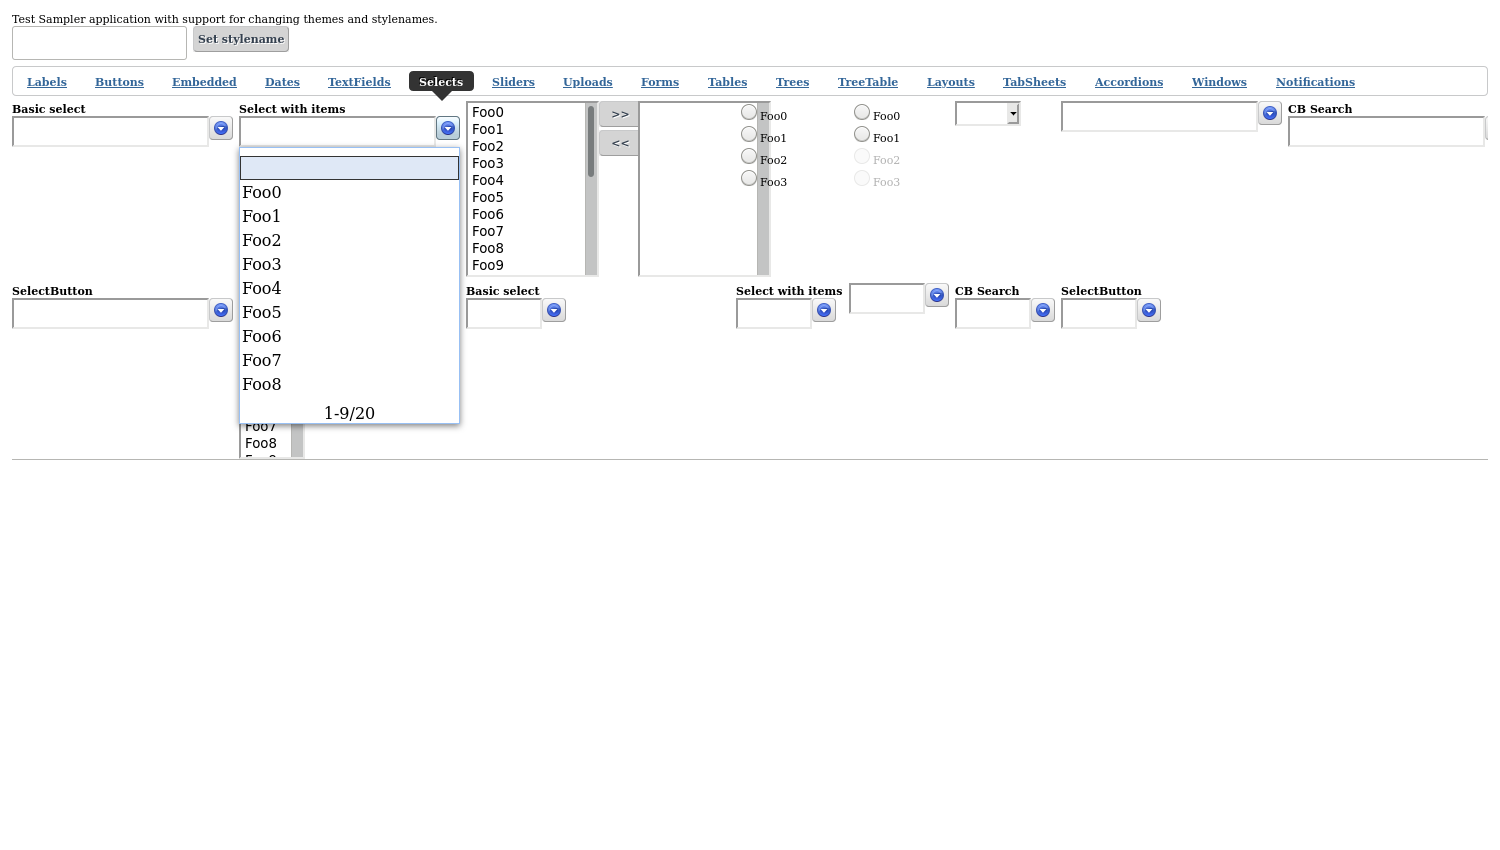 Test Sampler application with support for changing themes and stylenames.
Set stylename
Labels Buttons Embedded Dates TextFields Selects Sliders Uploads Forms Tables Trees TreeTable Layouts TabSheets Accordions Windows Notifications
Basic select
Select with items
Foo0
Foo1
Foo2
Foo3
Foo4
Foo5
Foo6
Foo7
Foo8
1-9/20
Foo0
Foo1
Foo2
Foo3
Foo4
Foo5
Foo6
Foo7
Foo8
Foo9
>>
<<
Foo0
Foo1
Foo2
Foo3
Foo0
Foo1
Foo2
Foo3
CB Search
SelectButton
Foo7
Foo8
Basic select
Select with items
CB Search
SelectButton